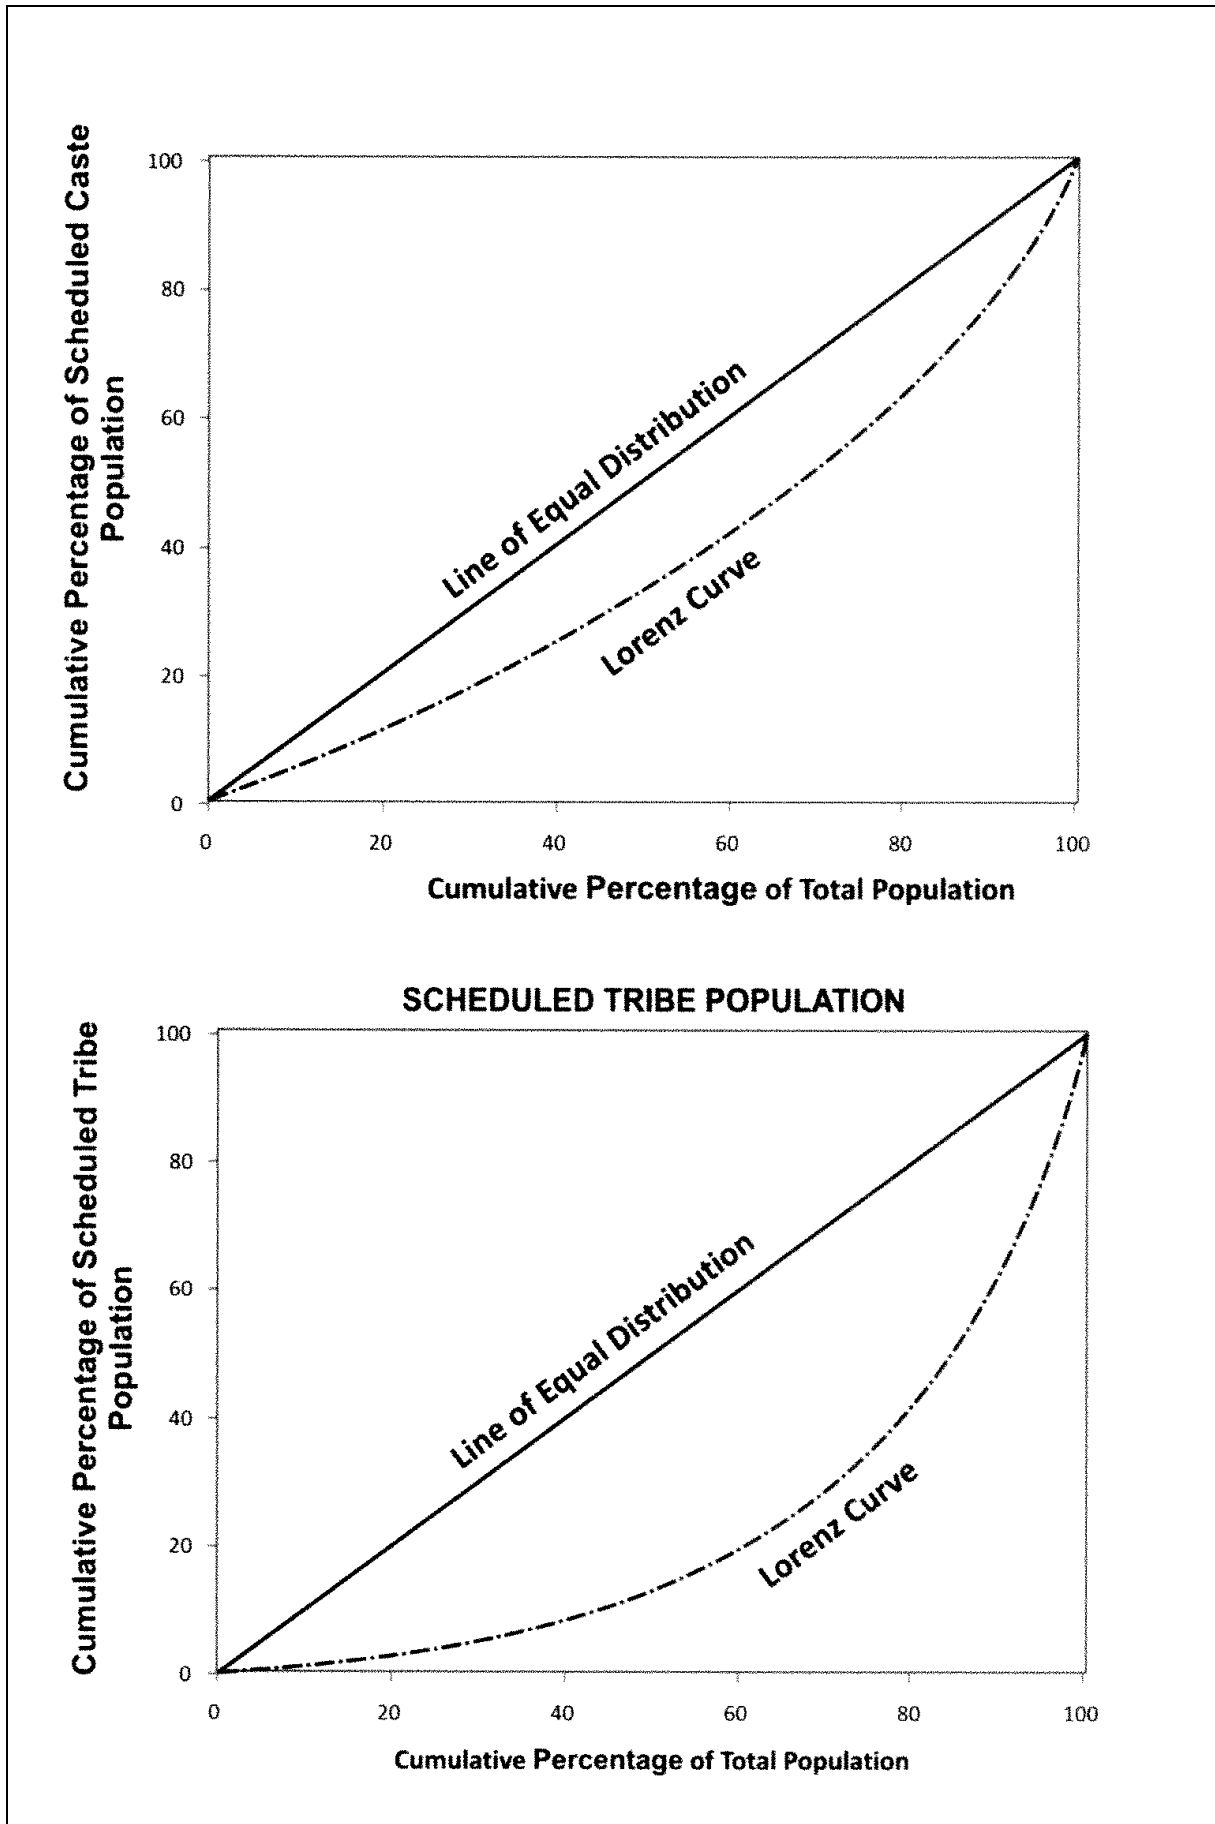 Cumulative Percentage of Scheduled Caste
Population
100
80
60
40
20
0
Line of Equal Distribution
Lorenz Curve
0 20 40 60 80 100
Cumulative Percentage of Total Population
SCHEDULED TRIBE POPULATION
Cumulative Percentage of Scheduled Tribe
Population
100
80
60
40
20
0
Line of Equal Distribution
Lorenz Curve
0 20 40 60 80 100
Cumulative Percentage of Total Population